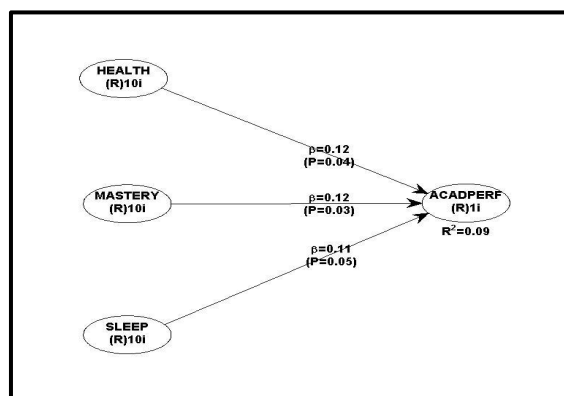 HEALTH
(R)10i
β=0.12
(P=0.04)
MASTERY
(R)10i
β=0.12
(P=0.03)
ACADPERF
(R)1i
R²=0.09
β=0.11
(P=0.05)
SLEEP
(R)10i